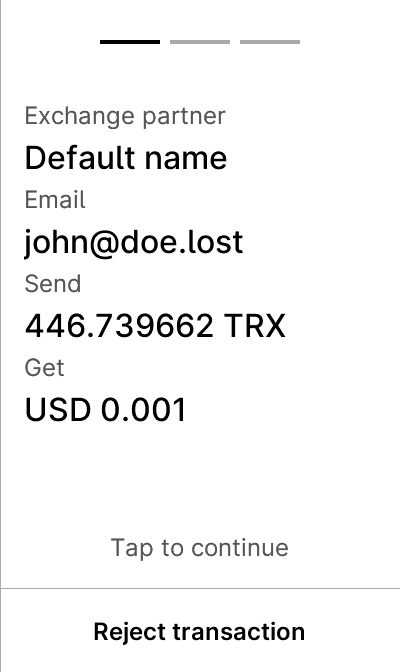 Exchange partner
Default name
Email
john@doe.lost
Send
446.739662 TRX
Get
USD 0.001
Tap to continue
Reject transaction